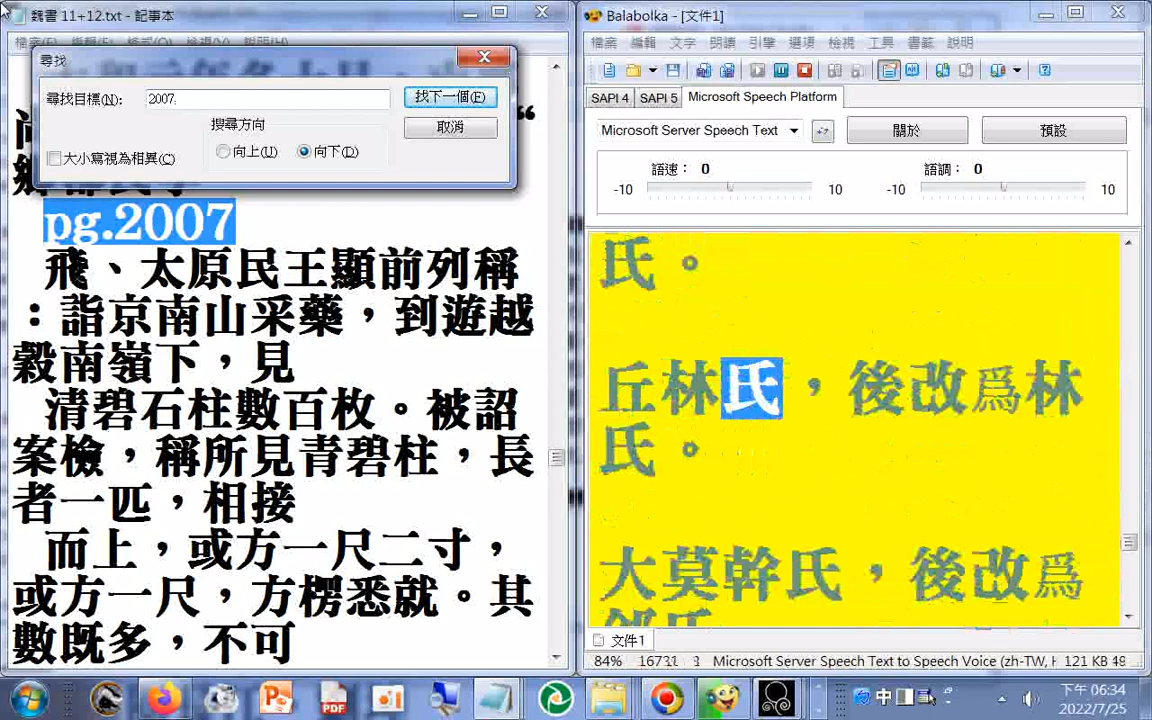 魏書 11+12.txt - 記事本
尋找
尋找目標(N):
2007.
找下一個(F)
搜尋方向
取消
大小寫視為相異(C)
向上(U)
向下(D)
pg.2007
飛、太原民王顯前列稱
：詣京南山采藥，到遊越
穀南嶺下，見
清碧石柱數百枚。被詔
案檢，稱所見青碧柱，長
者一匹，相接
而上，或方一尺二寸，
或方一尺，方楞悉就。其
數既多，不可
Balabolka - [文件1]
檔案 編輯 文字 朗讀 引擎 選項 檢視 工具 書籤 說明
SAPI 4 SAPI 5 Microsoft Speech Platform
Microsoft Server Speech Text
關於
預設
語速： 0
語調： 0
-10 10 -10 10
氏。
丘林氏，後改爲林
氏。
大莫幹氏，後改爲
文件1
84%
Microsoft Server Speech Text to Speech Voice (zh-TW, H
121 KB 48
中
下午 06:34
2022/7/25